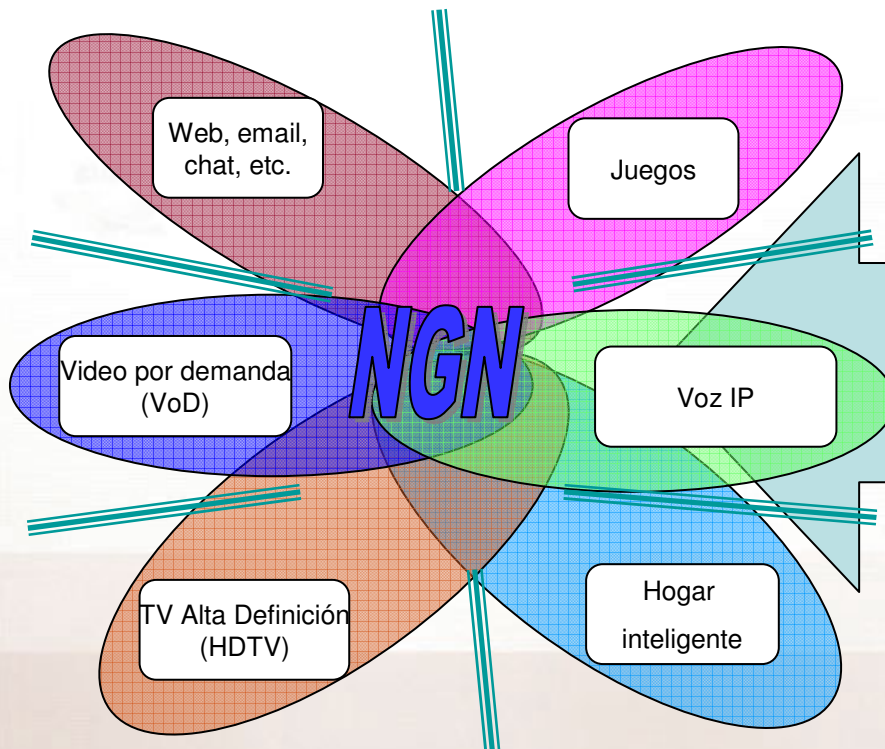 Web, email,
chat, etc.
Juegos
NGN
Video por demanda
(VoD)
Voz IP
TV Alta Definición
(HDTV)
Hogar
inteligente